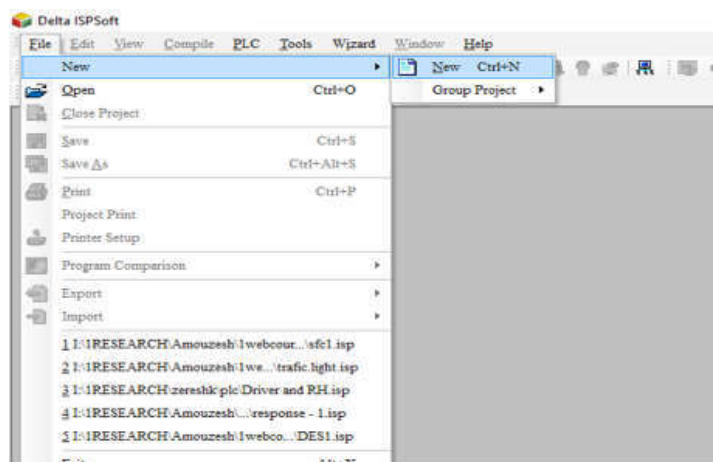 Delta ISPSoft
File Edit View Compile PLC Tools Wizard Window Help
New
New Ctrl+N
Open Ctrl+O
Group Project
Close Project
Save Ctrl+S
Save As Ctrl+Alt+S
Print Ctrl+P
Project Print
Printer Setup
Program Comparison
Export
Import
1 I:\1RESEARCH\Amouzesh\1webcour...\sfc1.isp
2 I:\1RESEARCH\Amouzesh\1we...\trafic.light.isp
3 I:\1RESEARCH\zereshk\plc\Driver and RH.isp
4 I:\1RESEARCH\Amouzesh\...\response - 1.isp
5 I:\1RESEARCH\Amouzesh\1webco...\DES1.isp